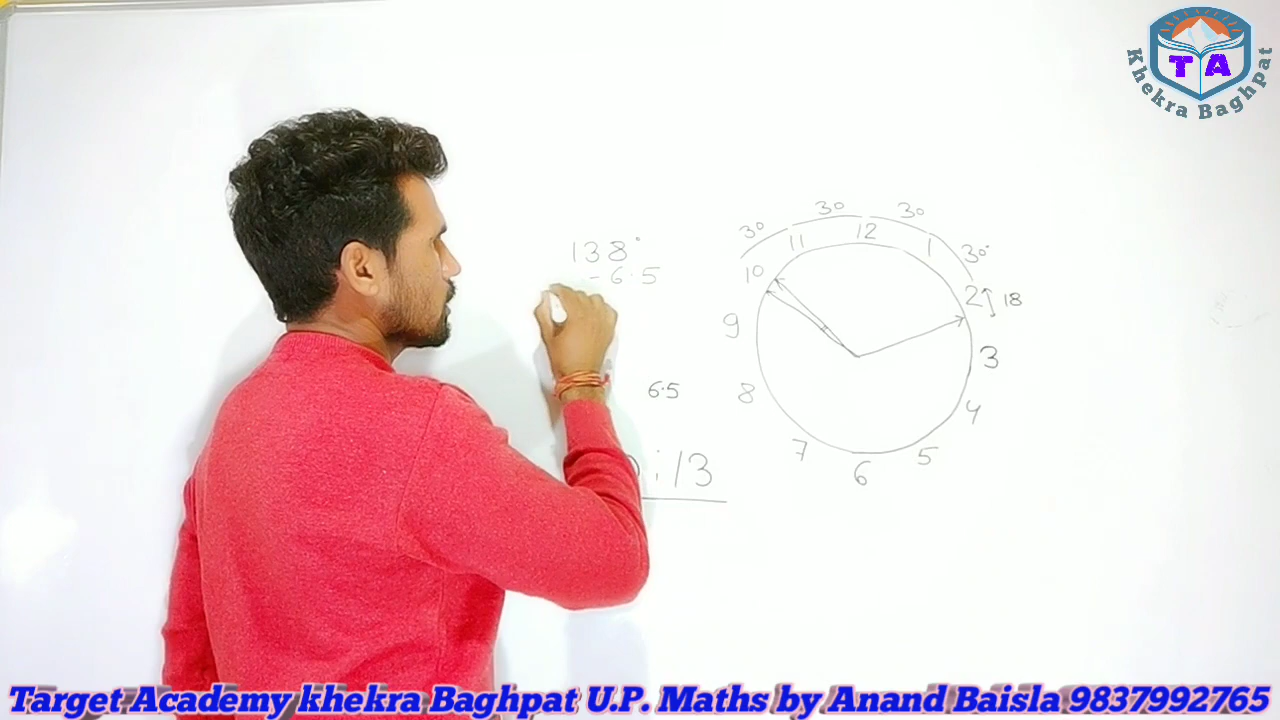 T A
Khekra Baghpat
30 30 30 30°
138°
-6.5
11 12 1
10 2 18
9 3
6.5
8 4
7 6 5
:13
Target Academy khekra Baghpat U.P. Maths by Anand Baisla 9837992765